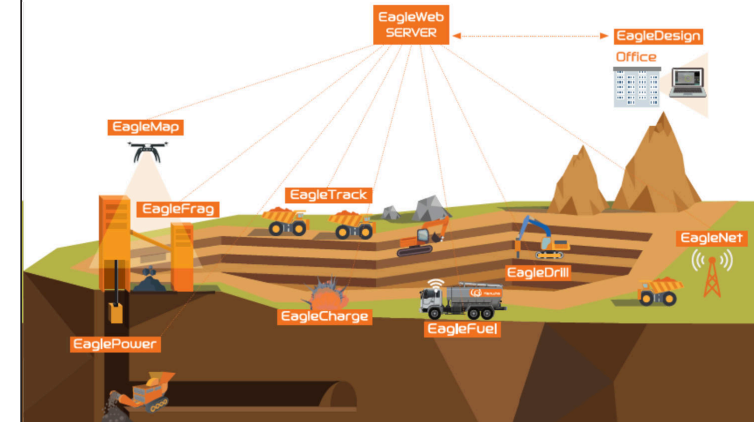 EagleWeb
SERVER
EagleDesign
Office
EagleMap
EagleTrack
EagleFrag
EagleNet
EagleDrill
EagleCharge
EagleFuel
EaglePower